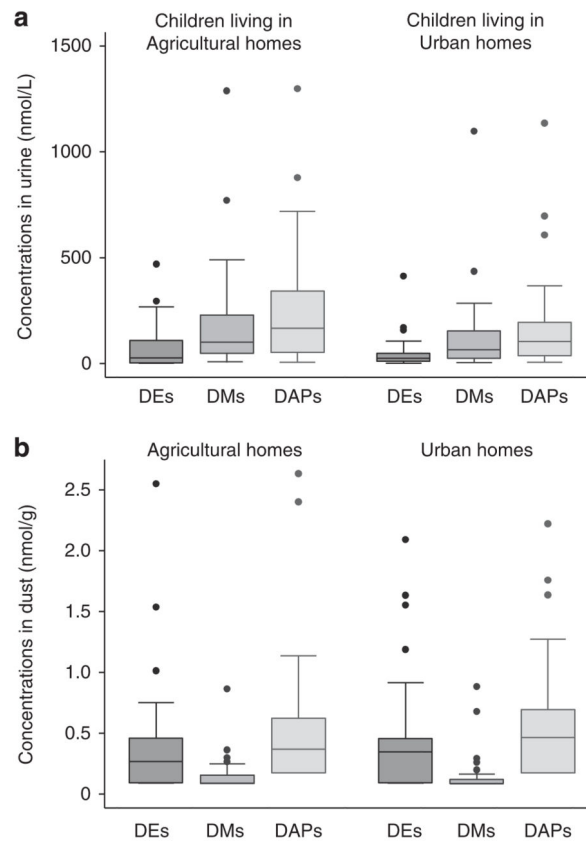 a
Children living in
Agricultural homes
Children living in
Urban homes
Concentrations in urine (nmol/L)
1500
1000
500
0
DEs DMs DAPs DEs DMs DAPs
b
Agricultural homes Urban homes
Concentrations in dust (nmol/g)
2.5
2.0
1.5
1.0
0.5
0
DEs DMs DAPs DEs DMs DAPs